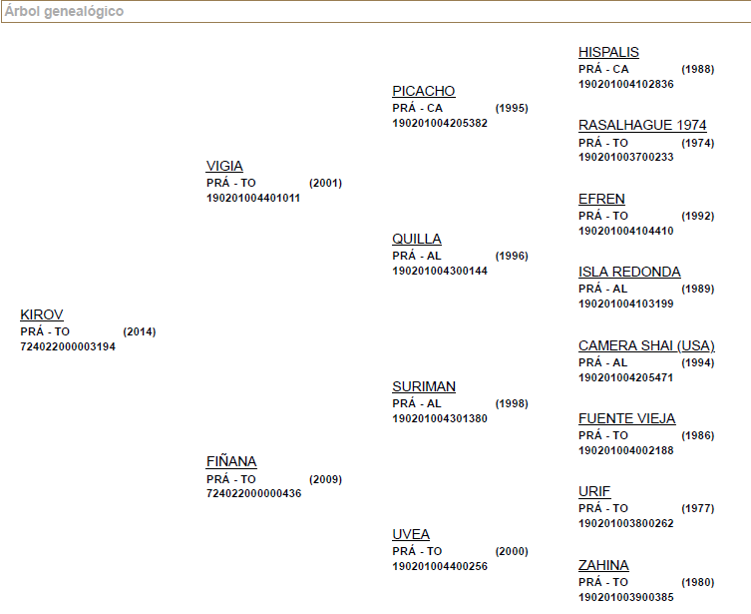 Árbol genealógico
HISPALIS
PRÁ - CA (1988)
190201004102836
PICACHO
PRÁ - CA (1995)
190201004205382
RASALHAGUE 1974
PRÁ - TO (1974)
190201003700233
VIGIA
PRÁ - TO (2001)
190201004401011
EFREN
PRÁ - TO (1992)
190201004104410
QUILLA
PRÁ - AL (1996)
190201004300144
ISLA REDONDA
PRÁ - AL (1989)
190201004103199
KIROV
PRÁ - TO (2014)
724022000003194
CAMERA SHAI (USA)
PRÁ - AL (1994)
190201004205471
SURIMAN
PRÁ - AL (1998)
190201004301380
FUENTE VIEJA
PRÁ - TO (1986)
190201004002188
FIÑANA
PRÁ - TO (2009)
724022000000436
URIF
PRÁ - TO (1977)
190201003800262
UVEA
PRÁ - TO (2000)
190201004400256
ZAHINA
PRÁ - TO (1980)
190201003900385